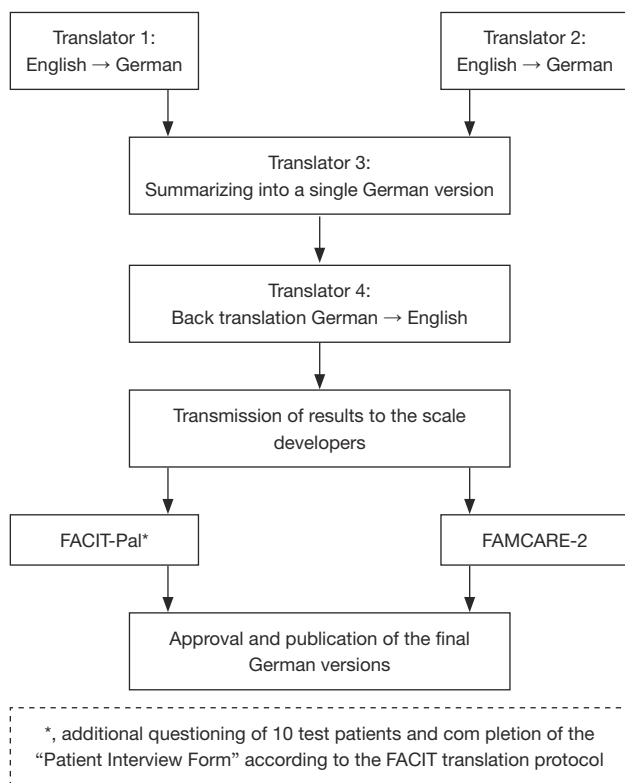 Translator 1:
English → German
Translator 2:
English → German
Translator 3:
Summarizing into a single German version
Translator 4:
Back translation German → English
Transmission of results to the scale
developers
FACIT-Pal*
FAMCARE-2
Approval and publication of the final
German versions
*, additional questioning of 10 test patients and com pletion of the
“Patient Interview Form” according to the FACIT translation protocol